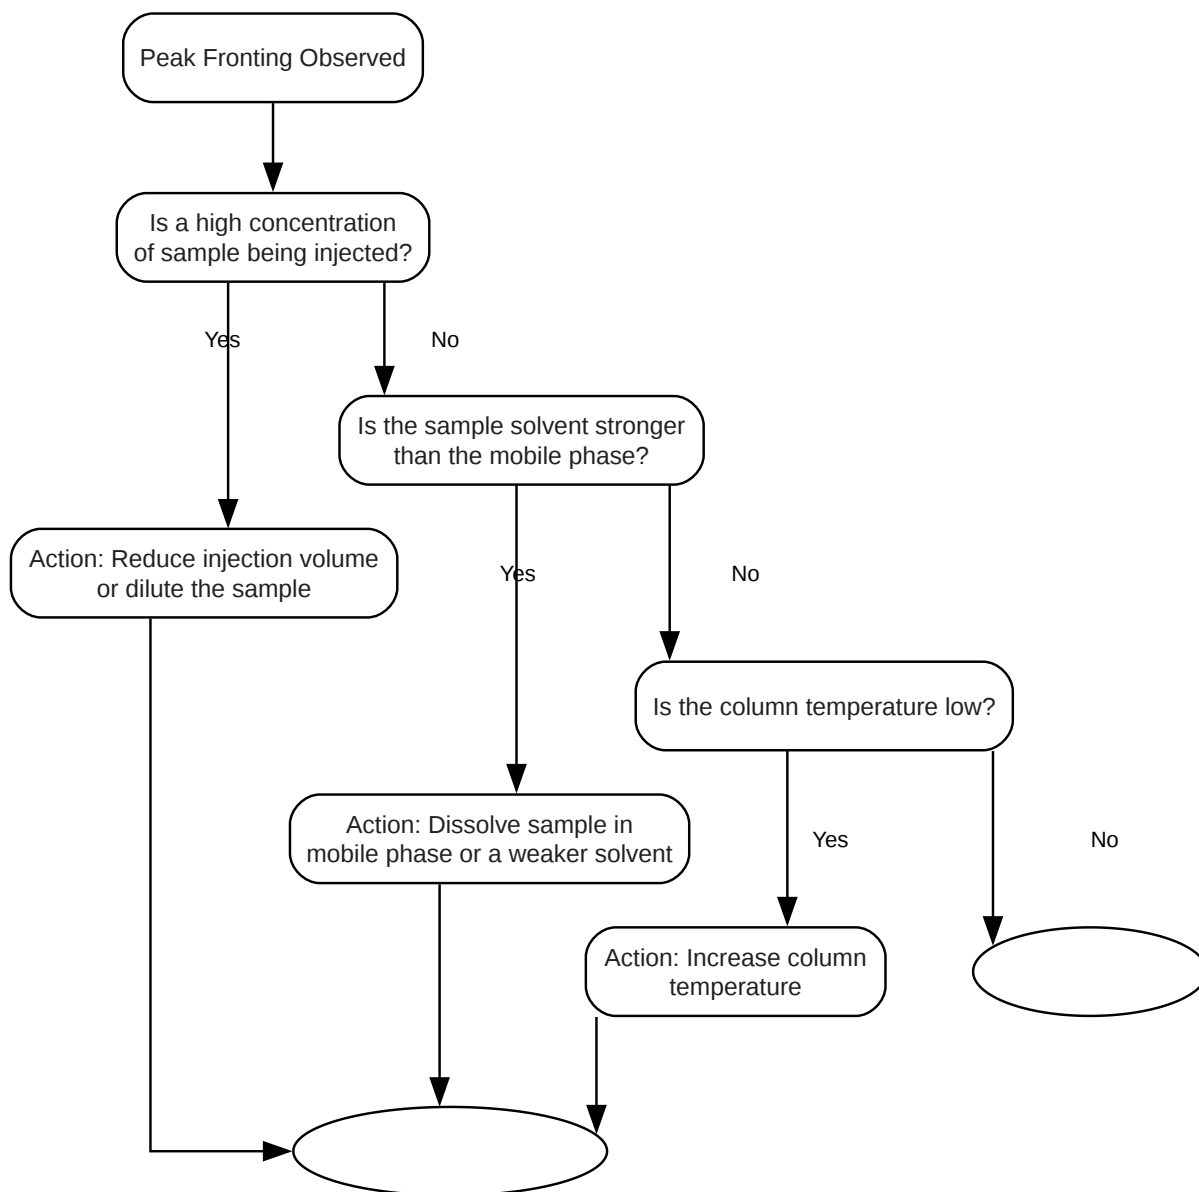 Peak Fronting Observed
Is a high concentration
of sample being injected?
Yes
No
Is the sample solvent stronger
than the mobile phase?
Action: Reduce injection volume
or dilute the sample
Yes
No
Is the column temperature low?
Action: Dissolve sample in
mobile phase or a weaker solvent
Yes
No
Action: Increase column
temperature